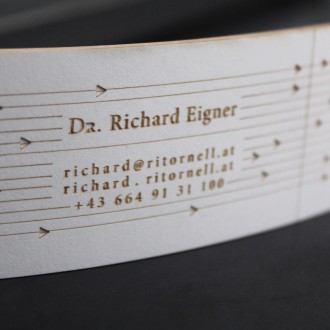 Dr. Richard Eigner
richard@ritornell.at
richard.ritornell.at
+43 664 91 31 100